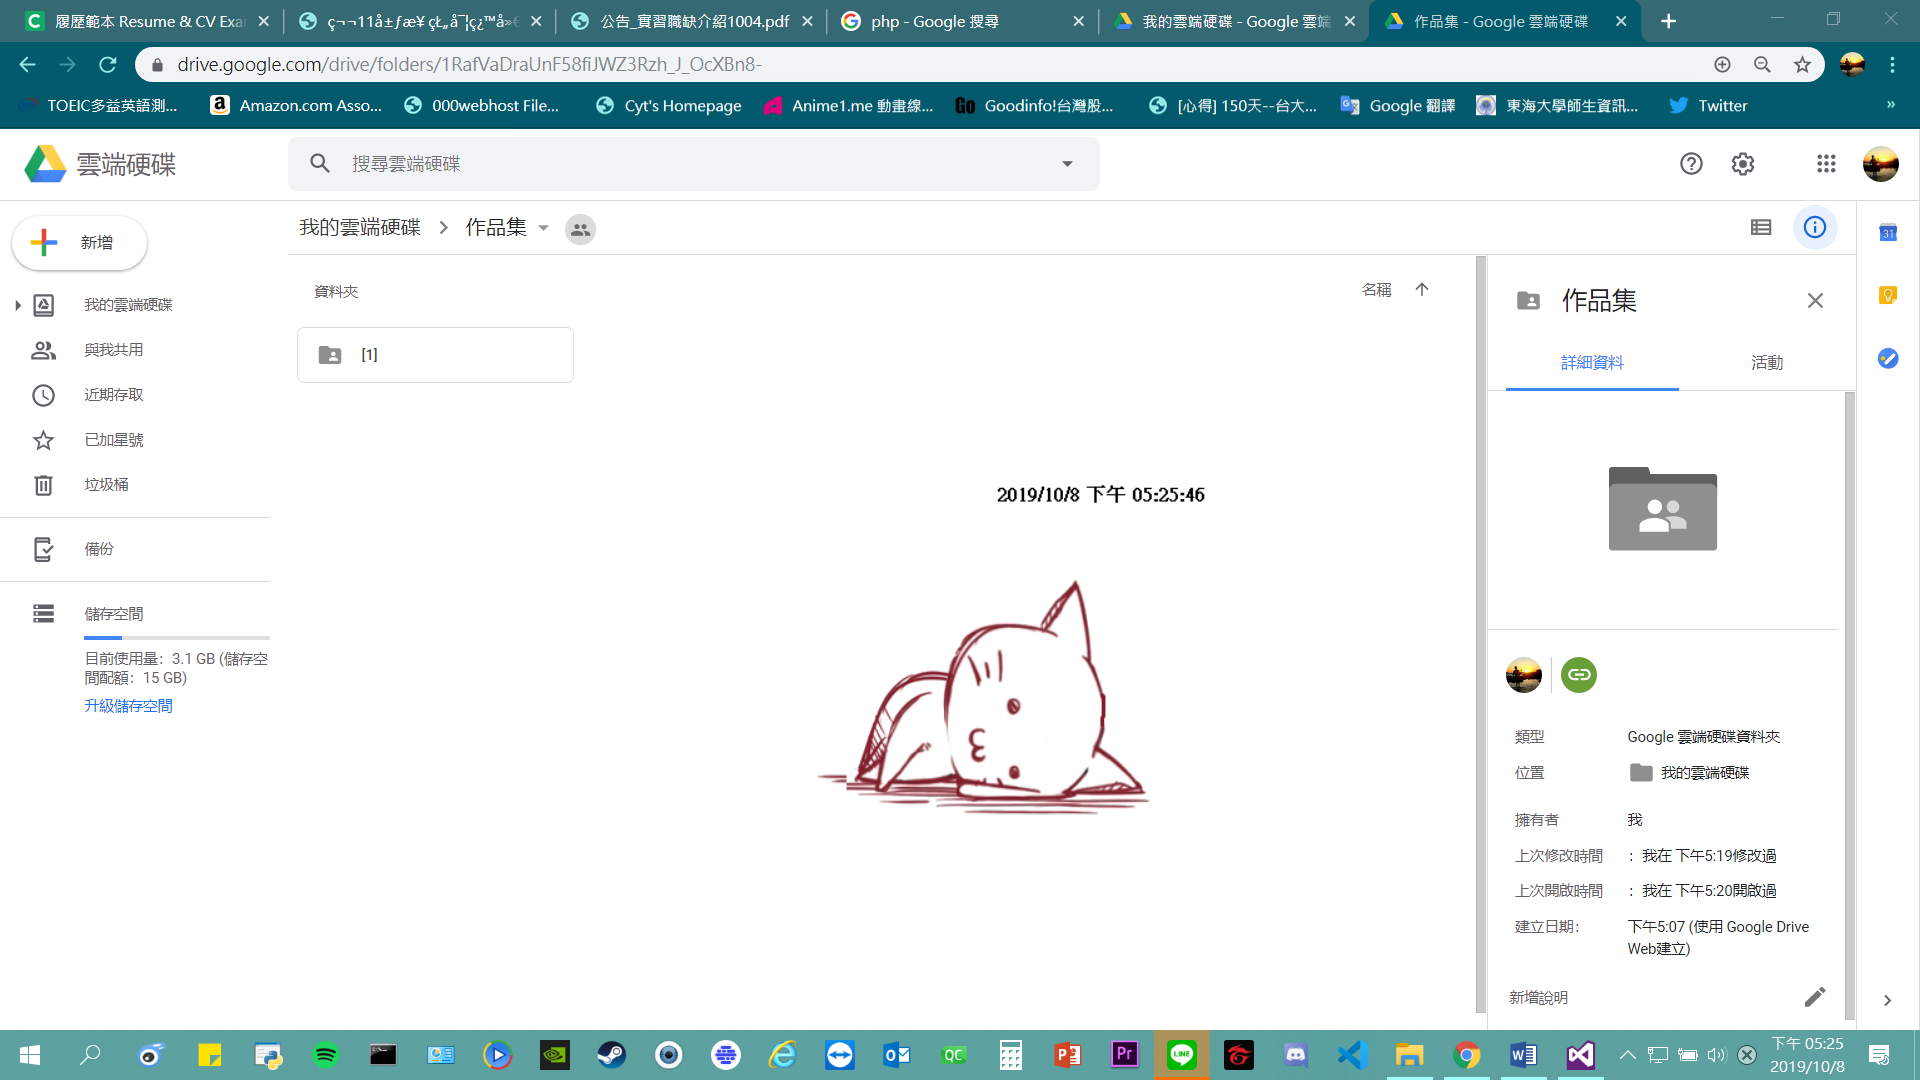 履歷範本 Resume & CV Exa
ç¬¬11å±ƒæ¥
公告_實習職缺介紹1004.pdf
php - Google 搜尋
我的雲端硬碟 - Google 雲端
作品集 - Google 雲端硬碟
drive.google.com/drive/folders/1RafVaDraUnF58fiJWZ3Rzh_J_OcXBn8-
TOEIC多益英語測...
Amazon.com Asso...
000webhost File...
Cyt's Homepage
Anime1.me 動畫線...
Goodinfo!台灣股...
[心得] 150天--台大...
Google 翻譯
東海大學師生資訊...
Twitter
雲端硬碟
搜尋雲端硬碟
新增
我的雲端硬碟
作品集
我的雲端硬碟
與我共用
近期存取
已加星號
垃圾桶
備份
儲存空間
目前使用量：3.1 GB (儲存空
間配額：15 GB)
升級儲存空間
資料夾
名稱
[1]
2019/10/8 下午 05:25:46
作品集
詳細資料
活動
類型 Google 雲端硬碟資料夾
位置 我的雲端硬碟
擁有者 我
上次修改時間 ：我在 下午5:19修改過
上次開啟時間 ：我在 下午5:20開啟過
建立日期： 下午5:07 (使用 Google Drive
Web建立)
新增說明
31
QC
LINE
Pr
下午 05:25
2019/10/8